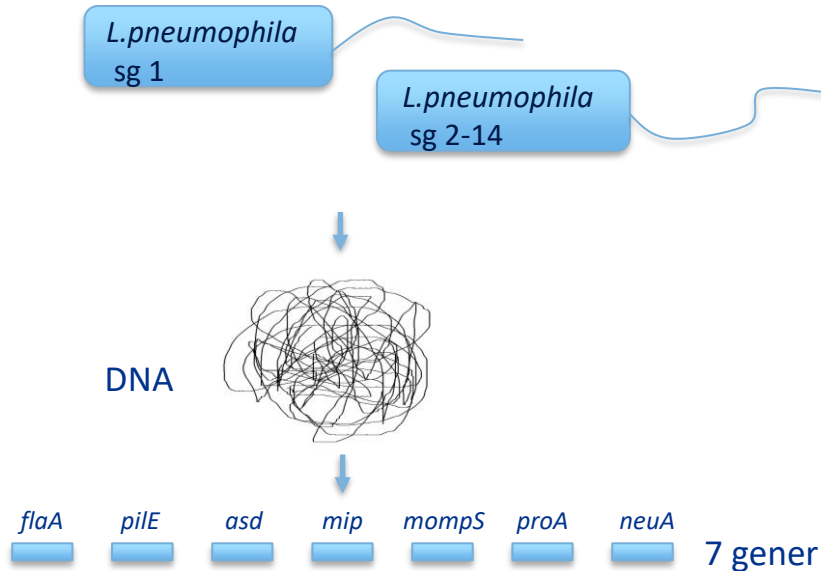 L.pneumophila
sg 1
L.pneumophila
sg 2-14
DNA
flaA pilE asd mip mompS proA neuA
7 gener